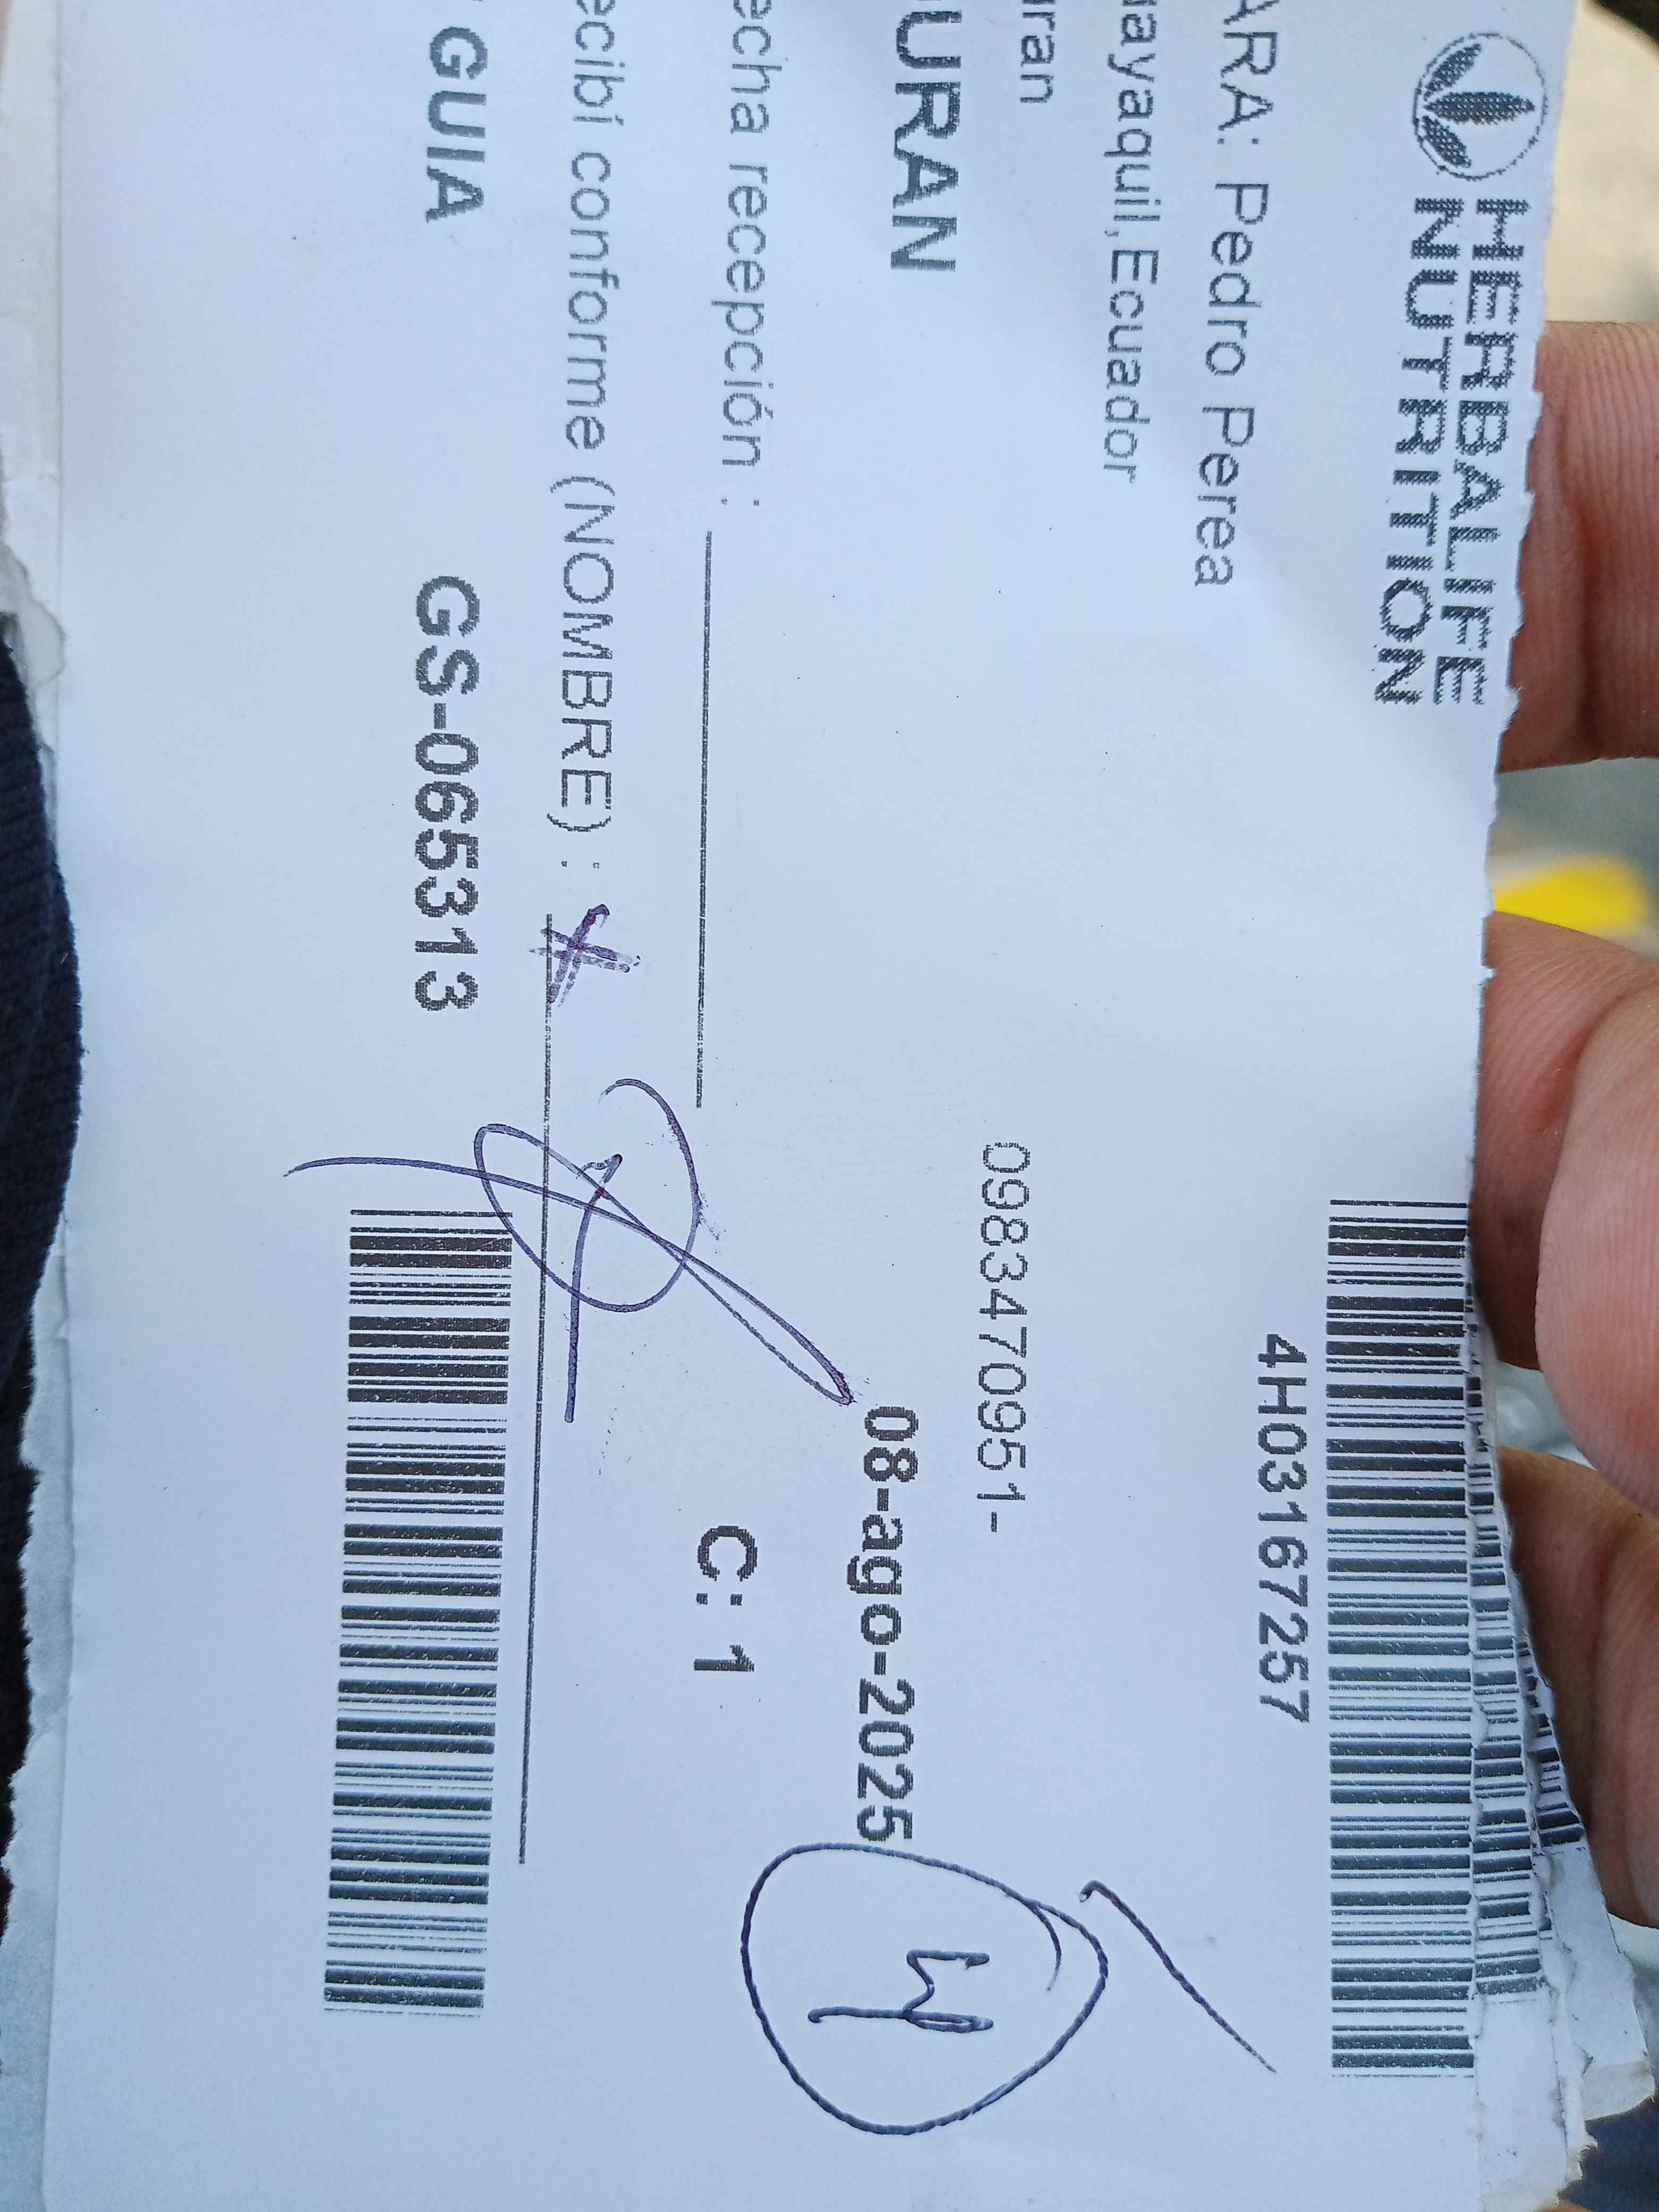 HERBALIFE
NUTRITION
4H03167257
ARA: Pedro Perea
uayaquil,Ecuador
uran
0983470951-
URAN
08-ago-2025
4
echa recepción :
C: 1
ecibí conforme (NOMBRE) :
GUIA
GS-065313